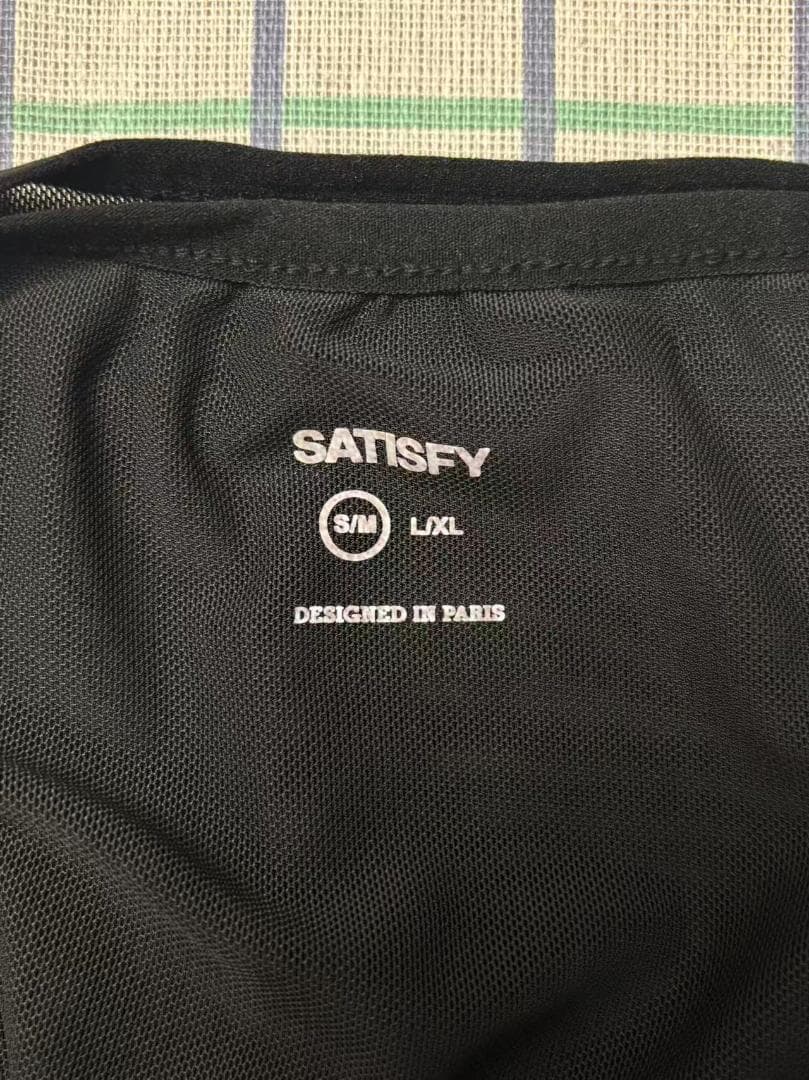 SATISFY
S/M L/XL
DESIGNED IN PARIS